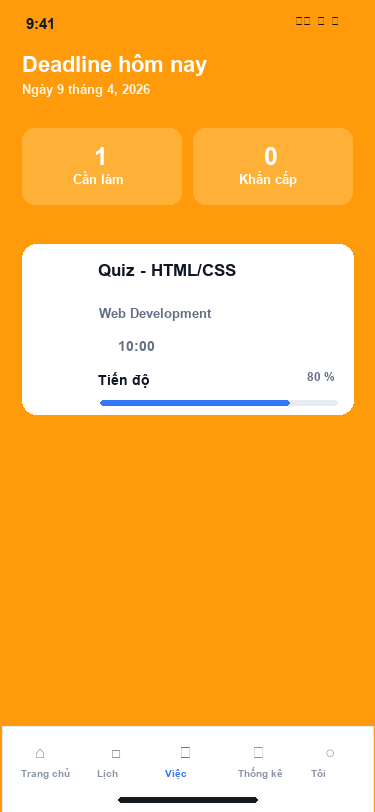 9:41
Deadline hôm nay
Ngày 9 tháng 4, 2026
1
Cần làm
0
Khẩn cấp
Quiz - HTML/CSS
Web Development
10:00
Tiến độ
80 %
Trang chủ
Lịch
Việc
Thống kê
Tôi